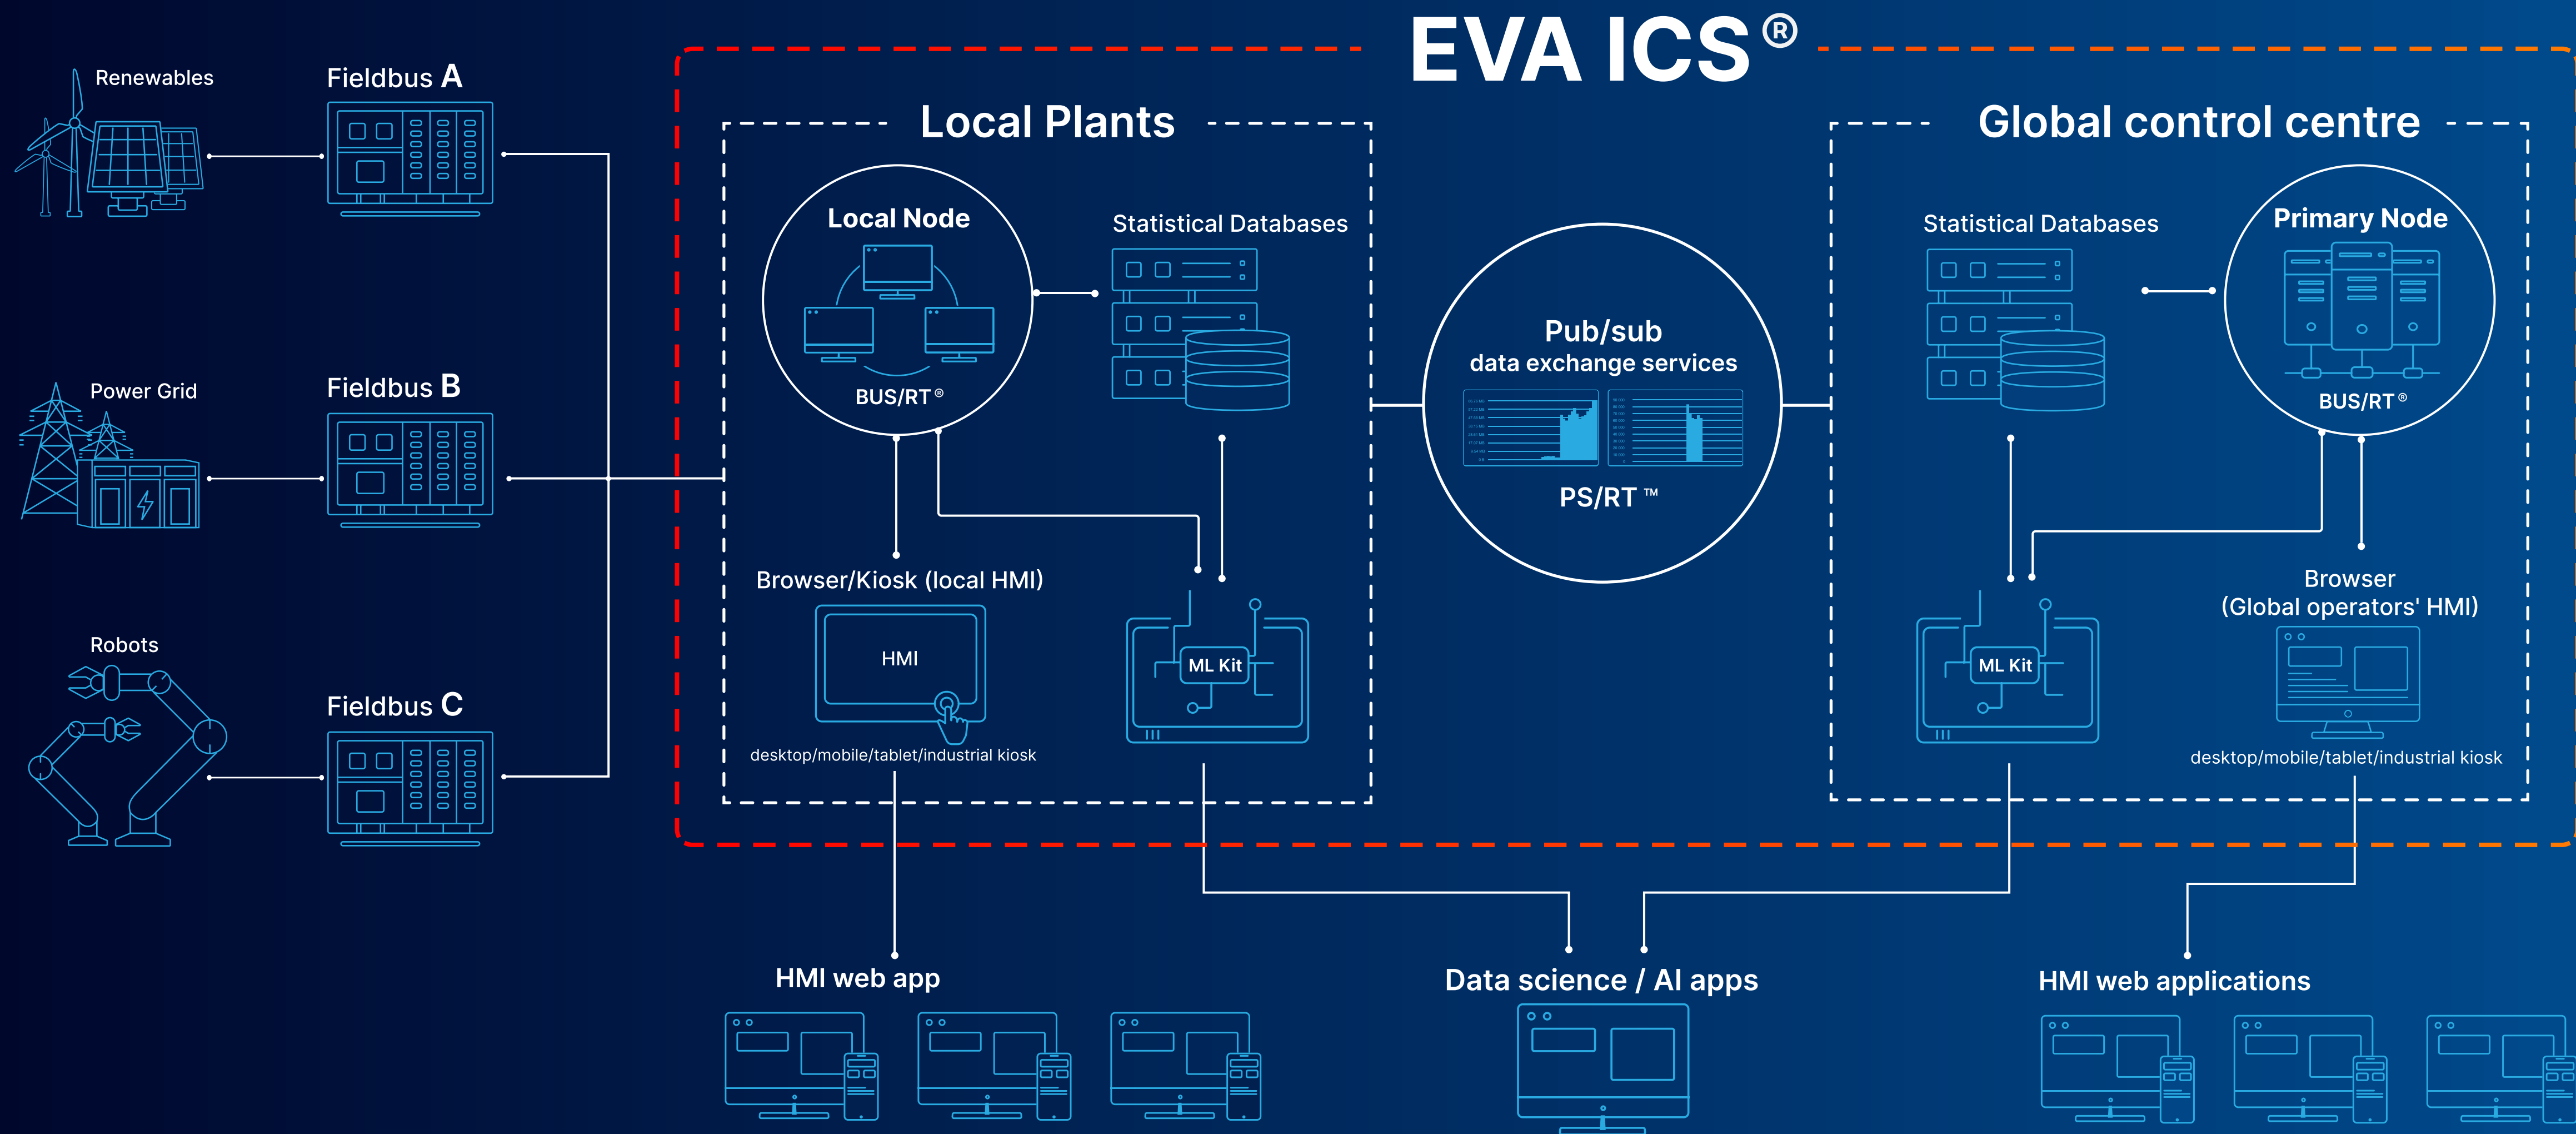 EVA ICS®
Renewables
Fieldbus A
Power Grid
Fieldbus B
Robots
Fieldbus C
Local Plants
Local Node
BUS/RT®
Statistical Databases
Browser/Kiosk (local HMI)
HMI
desktop/mobile/tablet/industrial kiosk
ML Kit
Pub/sub
data exchange services
PS/RT™
Global control centre
Statistical Databases
Primary Node
BUS/RT®
ML Kit
Browser
(Global operators' HMI)
desktop/mobile/tablet/industrial kiosk
HMI web app
Data science / AI apps
HMI web applications